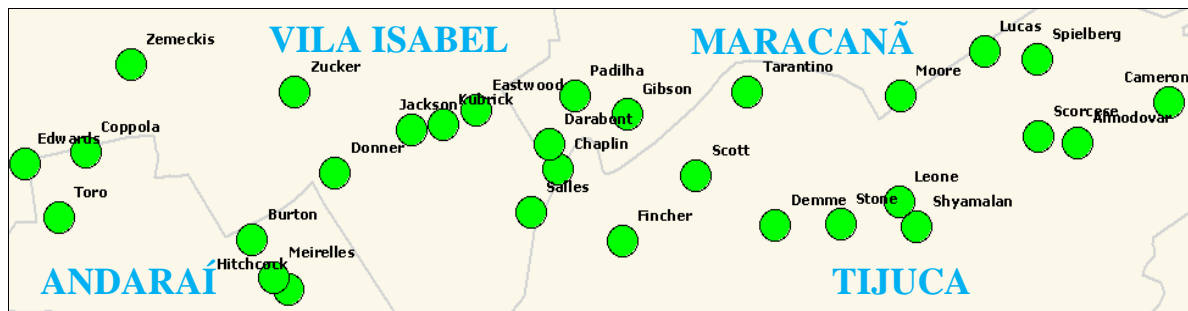 VILA ISABEL
MARACANÃ
Lucas
Spielberg
Zemeckis
Zucker
Padilha
Tarantino
Moore
Cameron
Eastwood
Gibson
Jackson
Kubrick
Darabont
Scorcese
Almodovar
Edwards
Coppola
Donner
Chaplin
Scott
Toro
Salles
Leone
Burton
Fincher
Demme
Stone
Shyamalan
Meirelles
Hitchcock
ANDARAÍ
TIJUCA